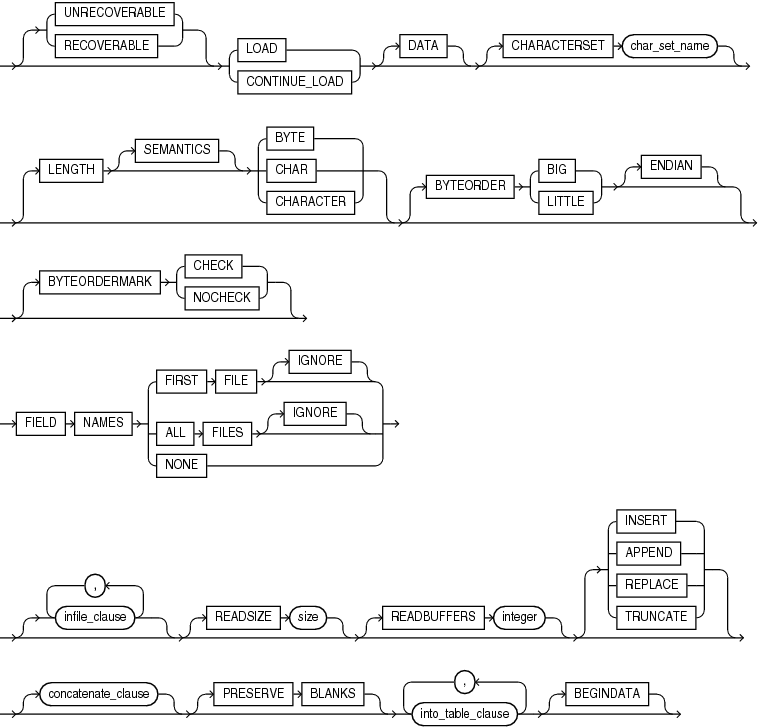 UNRECOVERABLE
RECOVERABLE
LOAD
CONTINUE_LOAD
DATA
CHARACTERSET char_set_name
LENGTH
SEMANTICS
BYTE
CHAR
CHARACTER
BYTEORDER
BIG
LITTLE
ENDIAN
BYTEORDERMARK
CHECK
NOCHECK
FIELD NAMES
FIRST FILE IGNORE
ALL FILES IGNORE
NONE
,
infile_clause
READSIZE size
READBUFFERS integer
INSERT
APPEND
REPLACE
TRUNCATE
concatenate_clause
PRESERVE BLANKS
,
into_table_clause
BEGINDATA